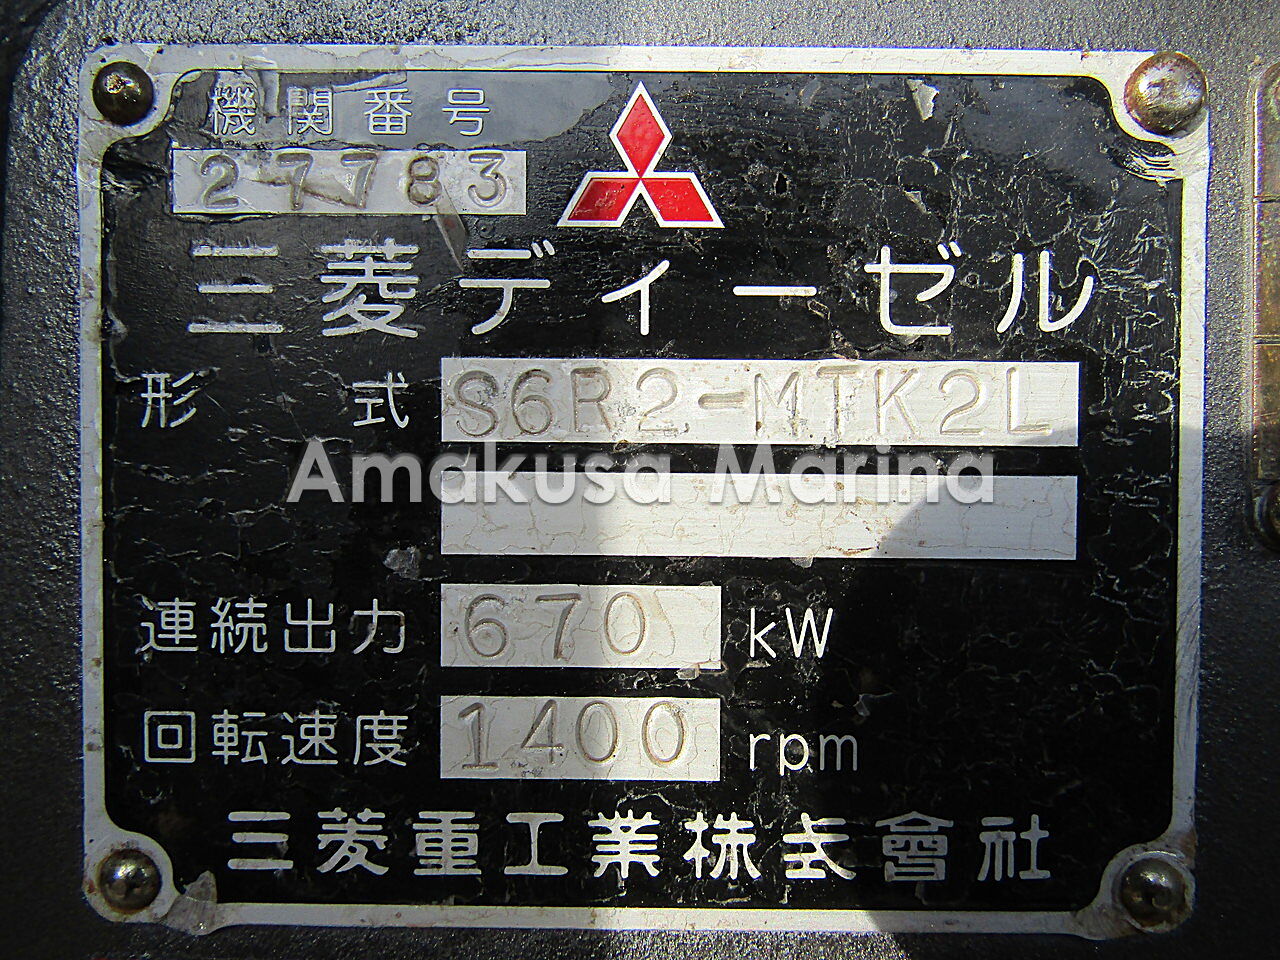 機関番号
27783
三菱ディーゼル
形式 S6R2-MTK2L
Amakusa Marina
連続出力 670 kW
回転速度 1400 rpm
三菱重工業株式會社